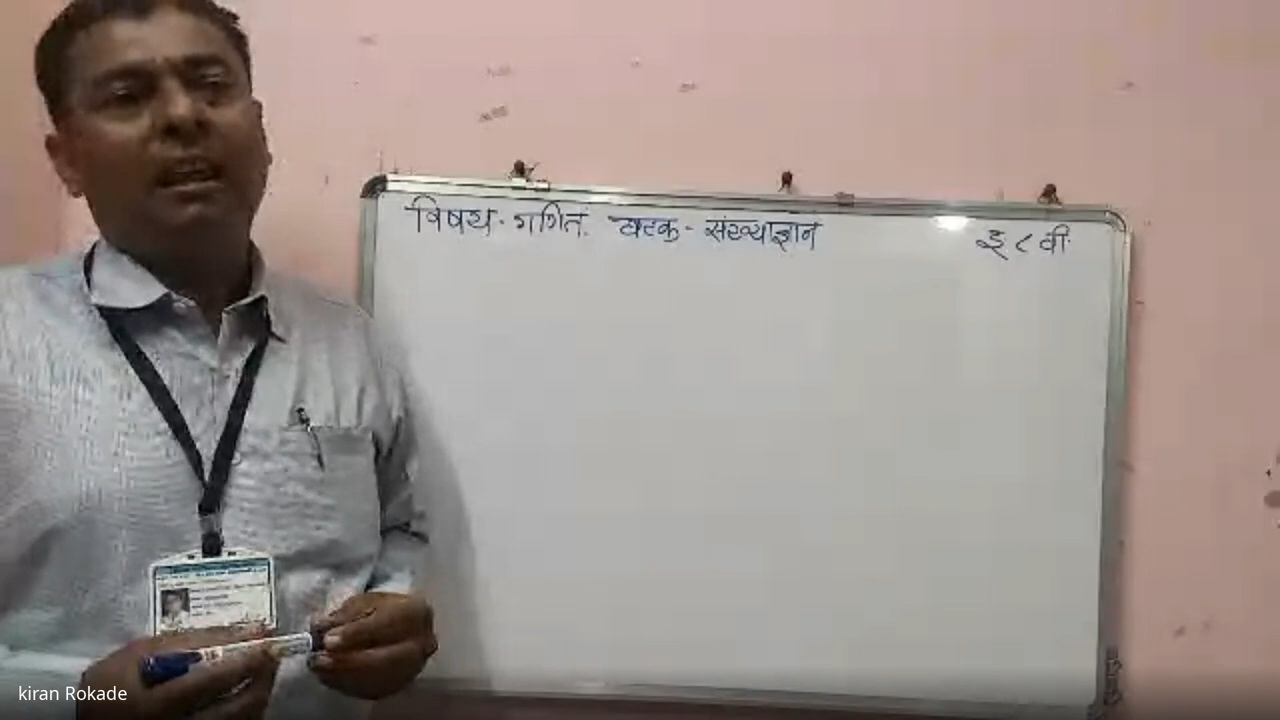 विषय - गणित. घटक - संख्याज्ञान
इ ८ वी
kiran Rokade